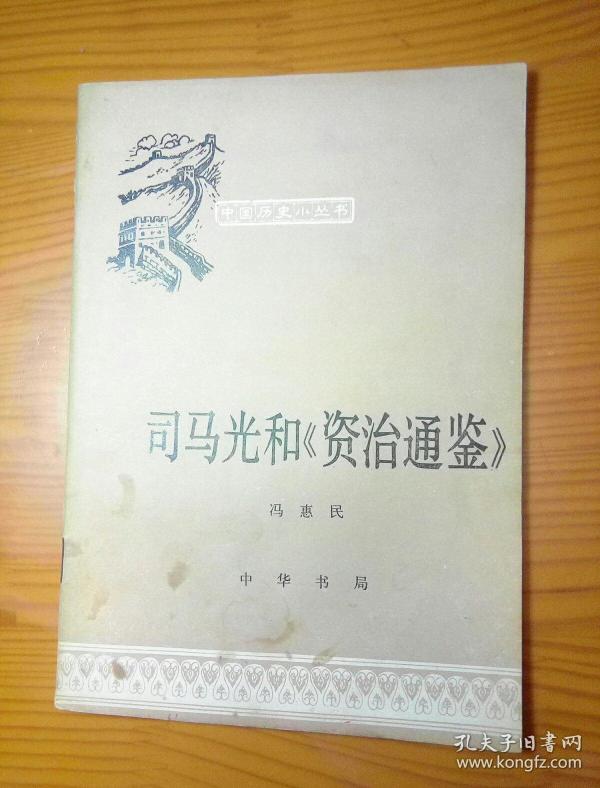 中国历史小丛书
司马光和《资治通鉴》
冯惠民
中华书局
孔夫子旧書网
www.kongfz.com